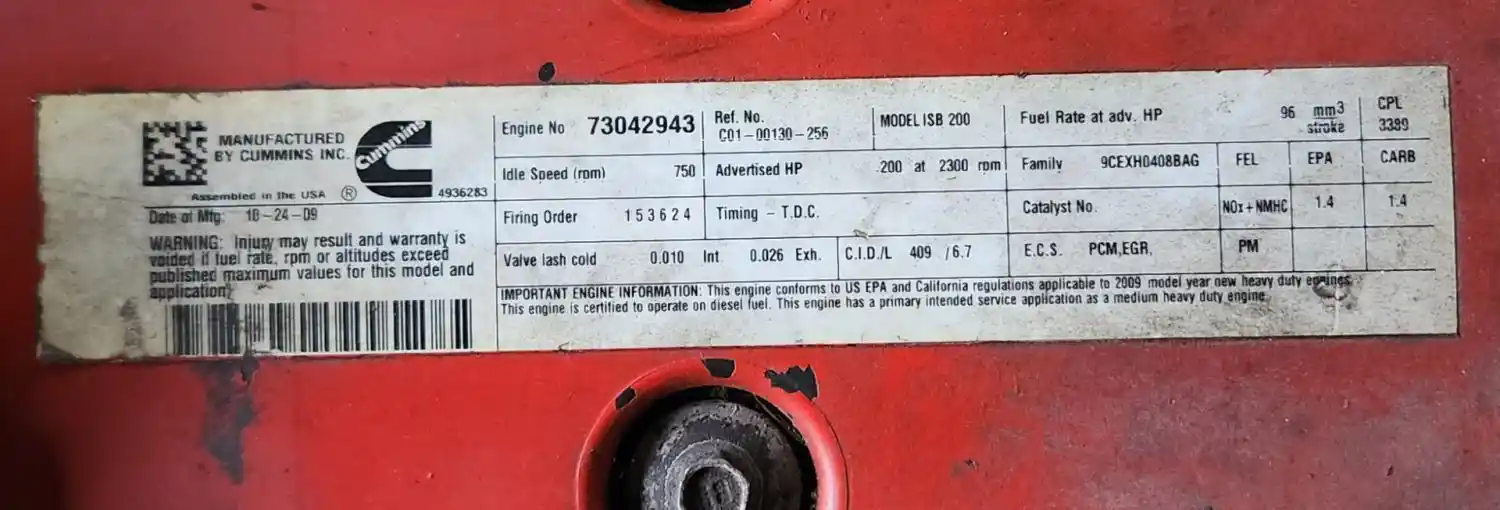 MANUFACTURED
BY CUMMINS INC.
Cummins
Assembled in the USA ® 4936283
Date of Mfg. 10-24-09
WARNING: Injury may result and warranty is
voided if fuel rate, rpm or altitudes exceed
published maximum values for this model and
application.
Engine No 73042943
Ref. No.
C01-00130-256
MODEL ISB 200
Fuel Rate at adv. HP 96 mm3
stroke
CPL
3389
Idle Speed (rpm) 750
Advertised HP 200 at 2300 rpm
Family 9CEXH0408BAG
FEL
EPA
CARB
Firing Order 1 5 3 6 2 4
Timing - T.D.C.
Catalyst No.
NOx+NMHC
1.4
1.4
Valve lash cold 0.010 Int 0.026 Exh.
C.I.D./L 409 /6.7
E.C.S. PCM,EGR,
PM
IMPORTANT ENGINE INFORMATION: This engine conforms to US EPA and California regulations applicable to 2009 model year new heavy duty engines.
This engine is certified to operate on diesel fuel. This engine has a primary intended service application as a medium heavy duty engine.